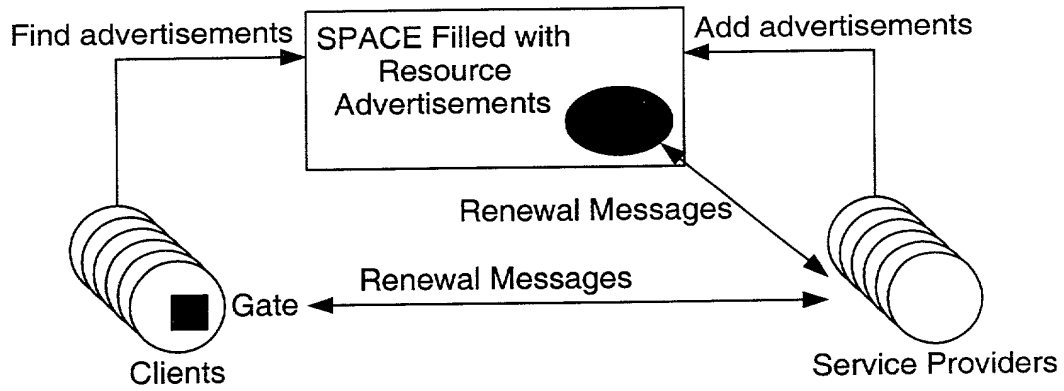 Find advertisements
SPACE Filled with
Resource
Advertisements
Add advertisements
Renewal Messages
Renewal Messages
Gate
Clients
Service Providers